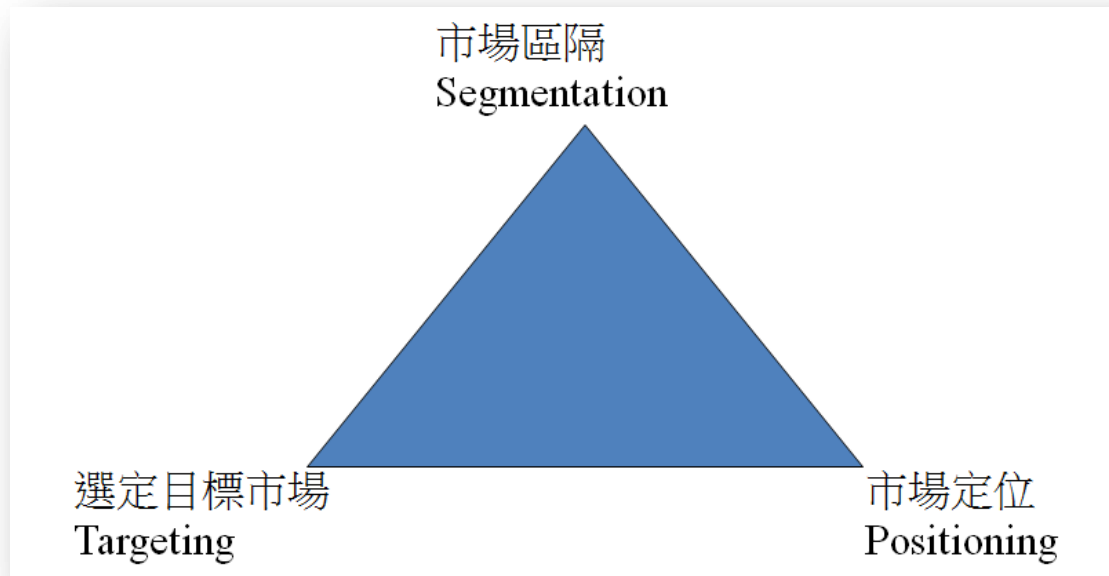 市場區隔
Segmentation
選定目標市場
Targeting
市場定位
Positioning